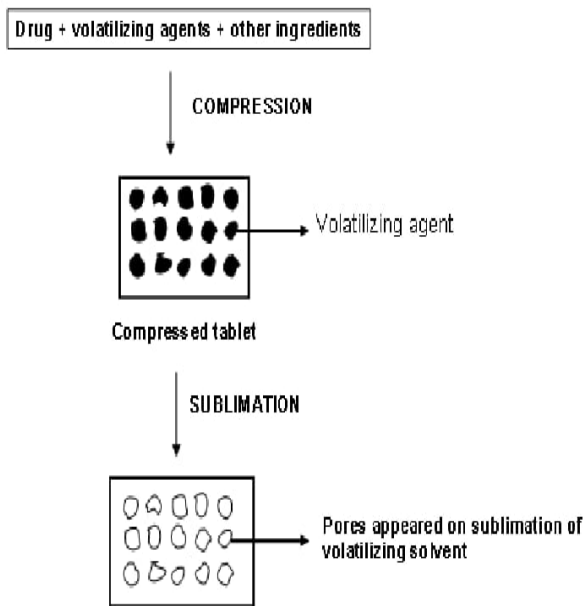 Drug + volatilizing agents + other ingredients
COMPRESSION
Volatilizing agent
Compressed tablet
SUBLIMATION
Pores appeared on sublimation of
volatilizing solvent